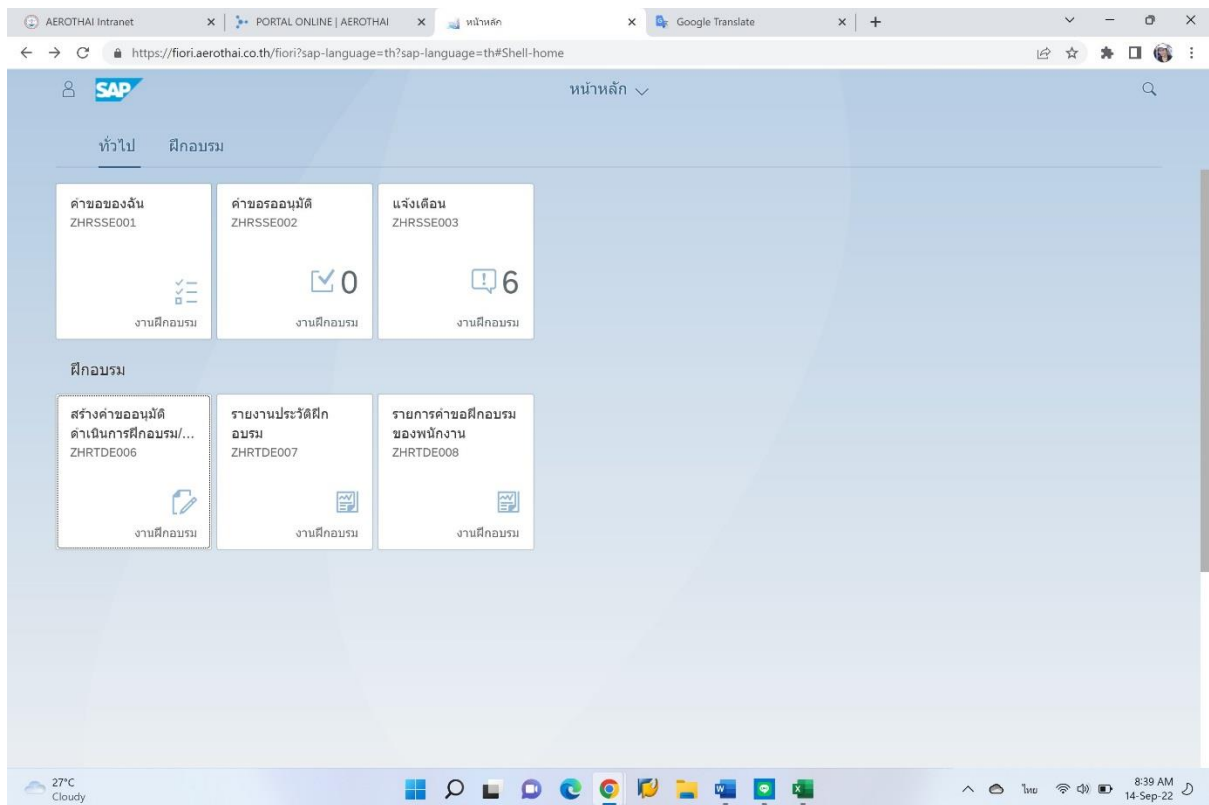 AEROTHAI Intranet
PORTAL ONLINE | AEROTHAI
หน้าหลัก
Google Translate
https://fiori.aerothai.co.th/fiori?sap-language=th?sap-language=th#Shell-home
SAP
หน้าหลัก
ทั่วไป ฝึกอบรม
คำขอของฉัน
ZHRSSE001
งานฝึกอบรม
คำขอรออนุมัติ
ZHRSSE002
0
งานฝึกอบรม
แจ้งเตือน
ZHRSSE003
6
งานฝึกอบรม
ฝึกอบรม
สร้างคำขออนุมัติ
ดำเนินการฝึกอบรม/...
ZHRTDE006
งานฝึกอบรม
รายงานประวัติฝึก
อบรม
ZHRTDE007
งานฝึกอบรม
รายการคำขอฝึกอบรม
ของพนักงาน
ZHRTDE008
งานฝึกอบรม
27°C
Cloudy
ไทย
8:39 AM
14-Sep-22